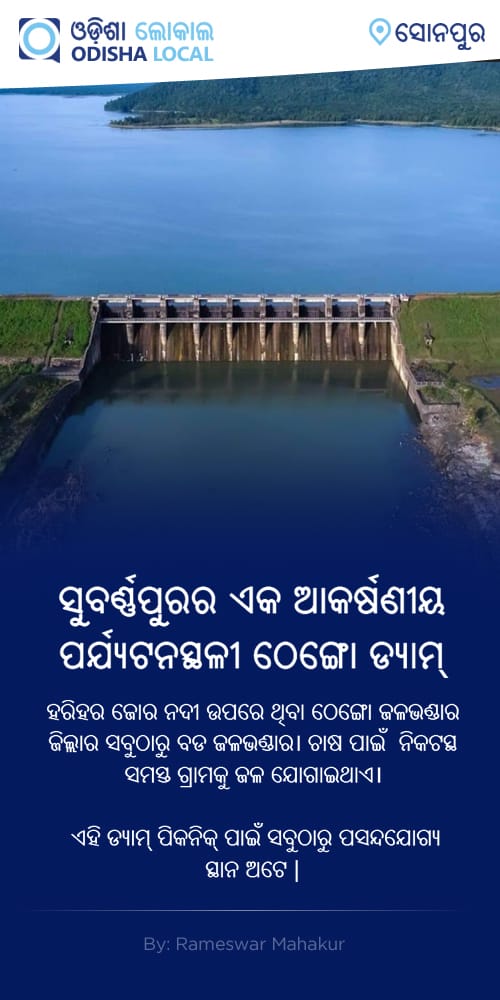 ଓଡ଼ିଶା ଲୋକାଲ
ODISHA LOCAL
ସୋନପୁର
ସୁବର୍ଣ୍ଣପୁରର ଏକ ଆକର୍ଷଣୀୟ
ପର୍ଯ୍ୟଟନସ୍ଥଳୀ ଠେଙ୍ଗୋ ଡ୍ୟାମ୍
ହରିହର ଜୋର ନଦୀ ଉପରେ ଥିବା ଠେଙ୍ଗୋ ଜଳଭଣ୍ଡାର
ଜିଲ୍ଲାର ସବୁଠାରୁ ବଡ ଜଳଭଣ୍ଡାର। ଚାଷ ପାଇଁ ନିକଟସ୍ଥ
ସମସ୍ତ ଗ୍ରାମକୁ ଜଳ ଯୋଗାଇଥାଏ।
ଏହି ଡ୍ୟାମ୍ ପିକନିକ୍ ପାଇଁ ସବୁଠାରୁ ପସନ୍ଦଯୋଗ୍ୟ
ସ୍ଥାନ ଅଟେ |
By: Rameswar Mahakur